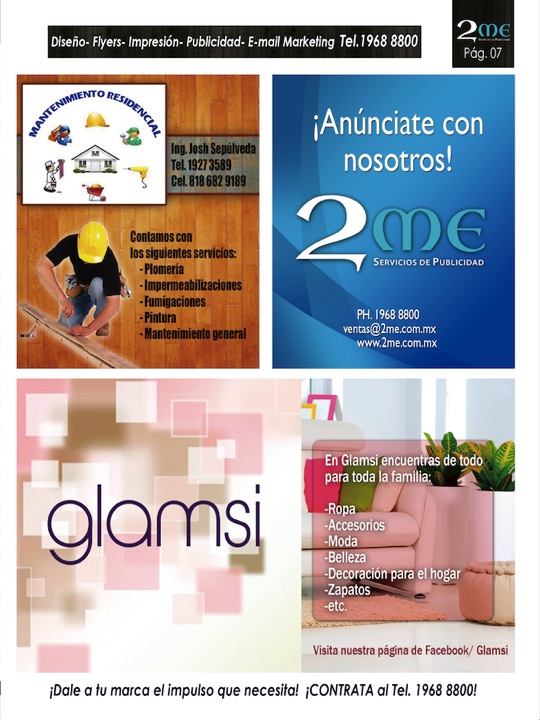 Diseño- Flyers- Impresión- Publicidad- E-mail Marketing Tel.1968 8800
2ME
SERVICIOS DE PUBLICIDAD
Pág. 07
MANTENIMIENTO RESIDENCIAL
Ing. Josh Sepúlveda
Tel. 1927 3589
Cel. 818 682 9189
Contamos con
los siguientes servicios:
- Plomería
- Impermeabilizaciones
- Fumigaciones
- Pintura
- Mantenimiento general
¡Anúnciate con
nosotros!
2ME
SERVICIOS DE PUBLICIDAD
PH. 1968 8800
ventas@2me.com.mx
www.2me.com.mx
glamsi
En Glamsi encuentras de todo
para toda la familia:
-Ropa
-Accesorios
-Moda
-Belleza
-Decoración para el hogar
-Zapatos
-etc.
Visita nuestra página de Facebook/ Glamsi
¡Dale a tu marca el impulso que necesita! ¡CONTRATA al Tel. 1968 8800!